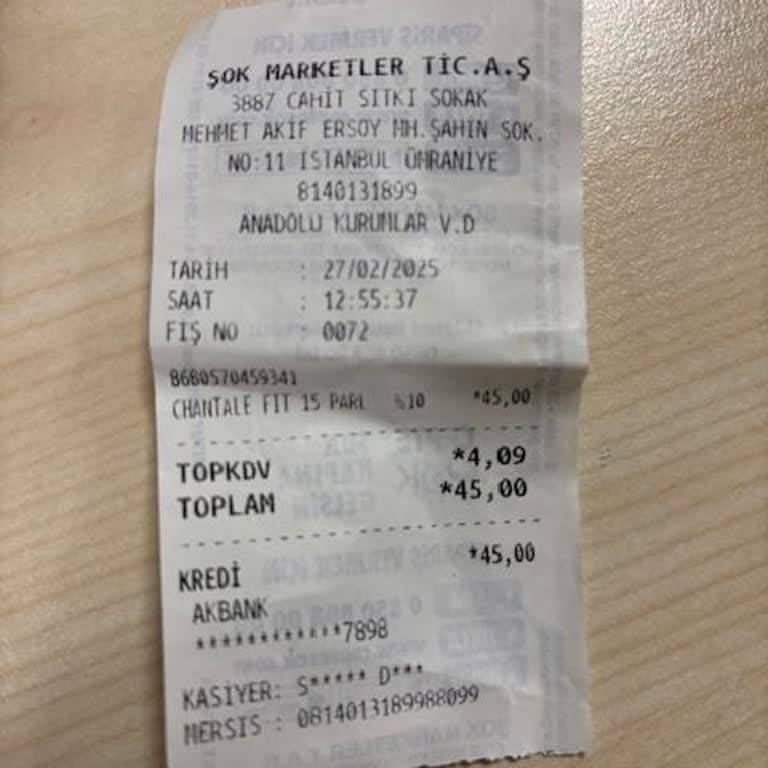 ŞOK MARKETLER TİC.A.Ş
3887 CAHİT SITKI SOKAK
MEHMET AKİF ERSOY MH.ŞAHİN SOK.
NO:11 İSTANBUL ÜMRANİYE
8140131899
ANADOLU KURUMLAR V.D
TARİH : 27/02/2025
SAAT : 12:55:37
FİŞ NO : 0072
8680570459341
CHANTALE FIT 15 PARL %10 *45,00
TOPKDV *4,09
TOPLAM *45,00
KREDİ *45,00
AKBANK
************7898
KASİYER: S***** D***
MERSIS : 0814013189988099